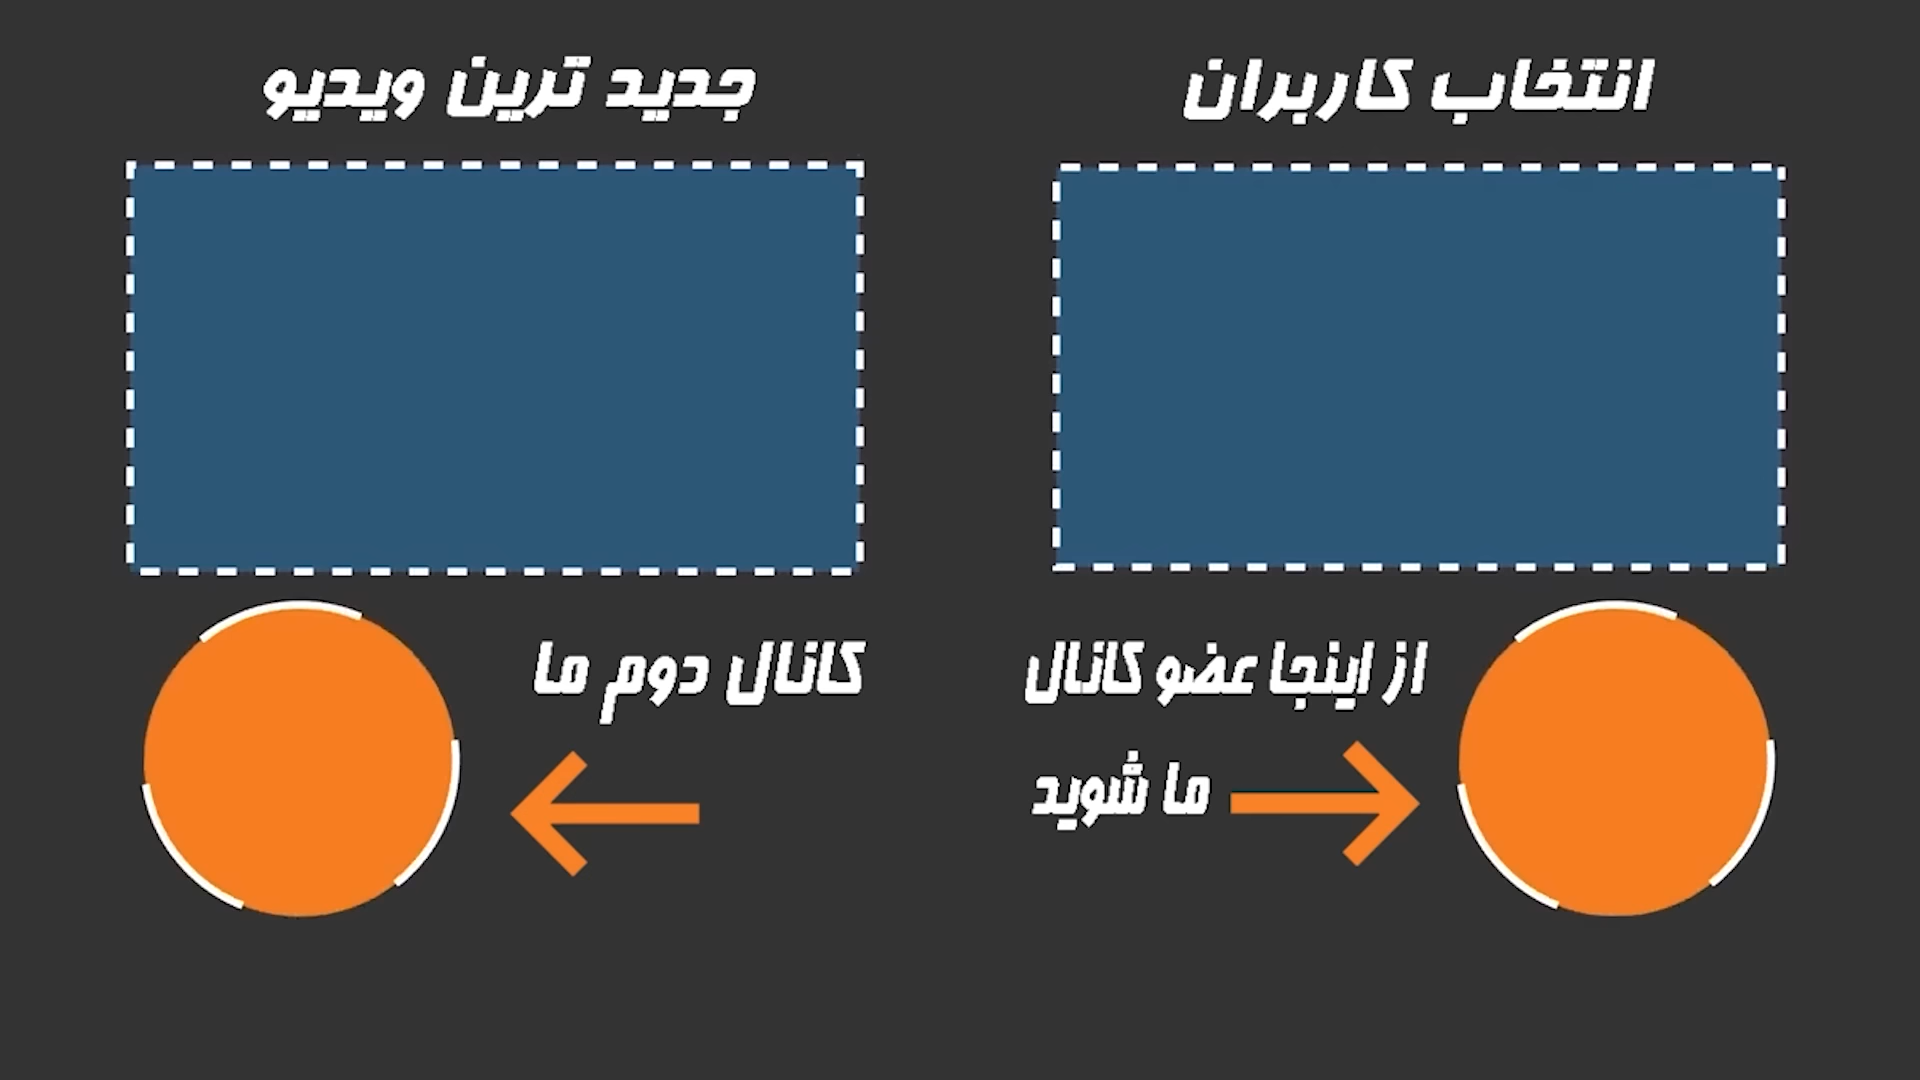 انتخاب کاربران
جدید ترین ویدیو
از اینجا عضو کانال
ما شوید
کانال دوم ما